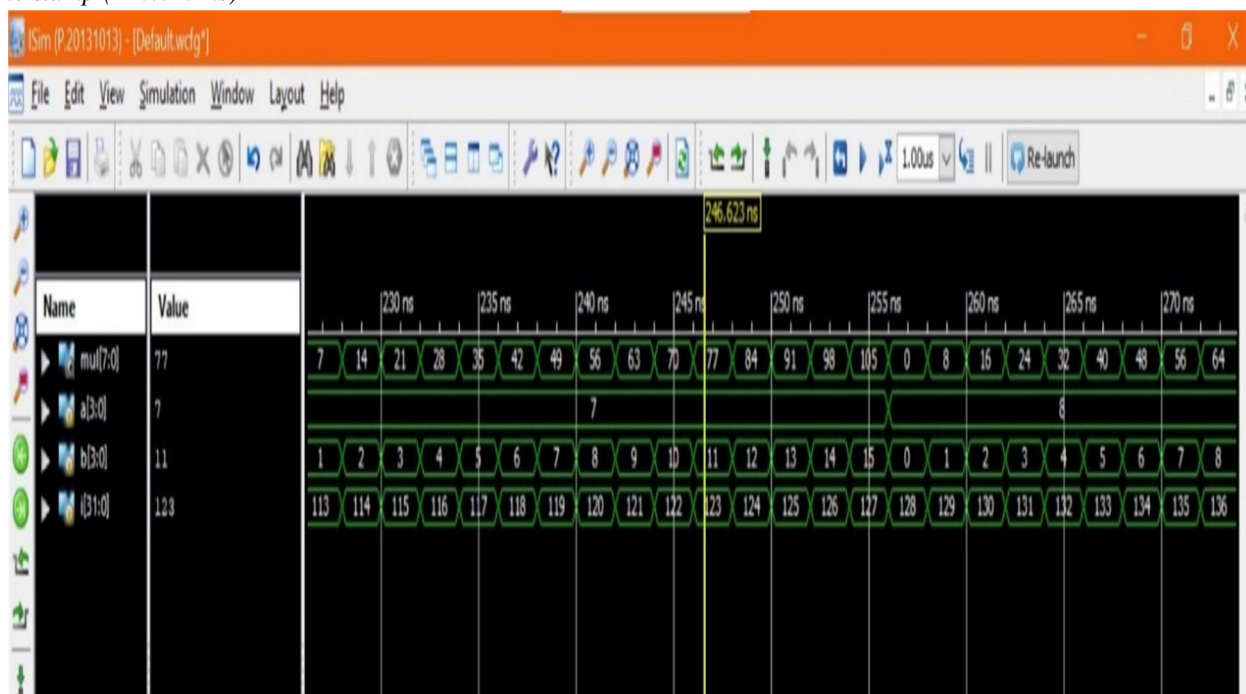 ISim (P.20131013) - [Default.wcfg*]
File Edit View Simulation Window Layout Help
1.00us Re-launch
246.623 ns
Name Value 230 ns 235 ns 240 ns 245 ns 250 ns 255 ns 260 ns 265 ns 270 ns
mul[7:0] 77 7 14 21 28 35 42 49 56 63 70 77 84 91 98 105 0 8 16 24 32 40 48 56 64
a[3:0] 7 7 8
b[3:0] 11 1 2 3 4 5 6 7 8 9 10 11 12 13 14 15 0 1 2 3 4 5 6 7 8
i[31:0] 123 113 114 115 116 117 118 119 120 121 122 123 124 125 126 127 128 129 130 131 132 133 134 135 136